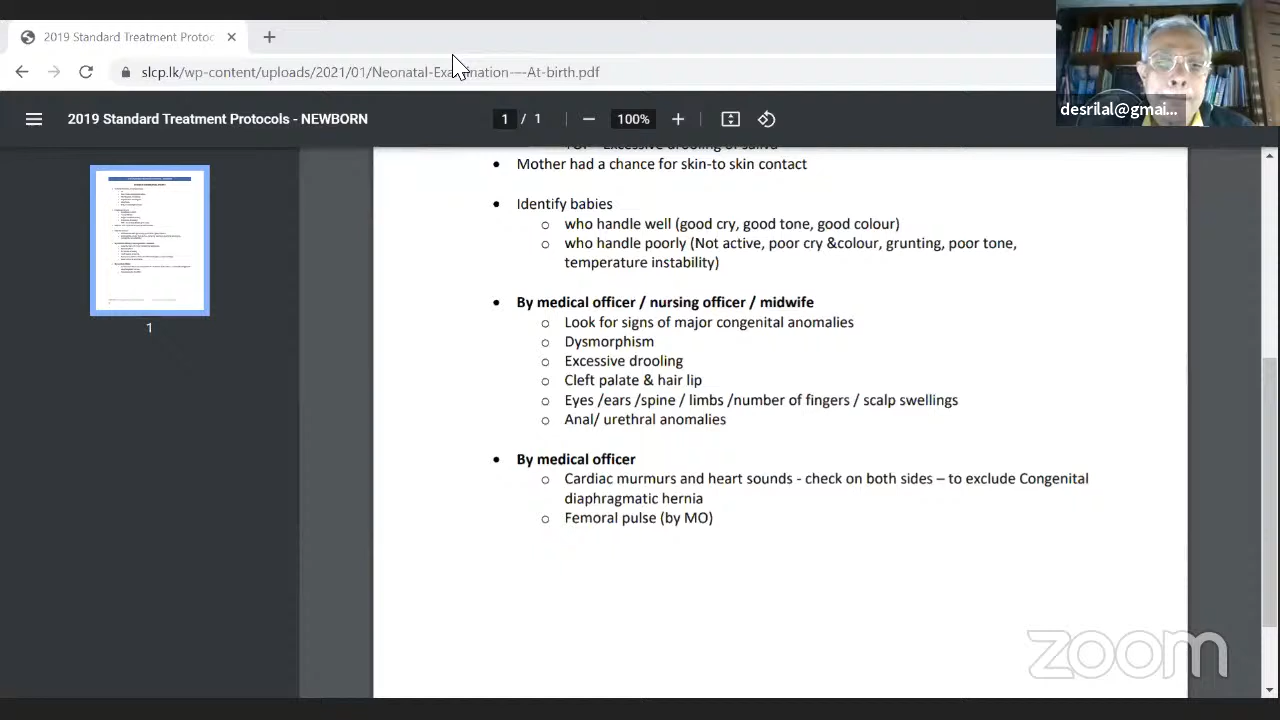 2019 Standard Treatment Protoc
slcp.lk/wp-content/uploads/2021/01/Neonatal-Exa
nation---At-birth.pdf
desrilal@gmai...
2019 Standard Treatment Protocols - NEWBORN
1 / 1
100%
1
• Mother had a chance for skin-to skin contact
• Identify babies
○ who handle well (good cry, good tone, good colour)
○ who handle poorly (Not active, poor cry &colour, grunting, poor tone,
temperature instability)
• By medical officer / nursing officer / midwife
○ Look for signs of major congenital anomalies
○ Dysmorphism
○ Excessive drooling
○ Cleft palate & hair lip
○ Eyes /ears /spine / limbs /number of fingers / scalp swellings
○ Anal/ urethral anomalies
• By medical officer
○ Cardiac murmurs and heart sounds - check on both sides – to exclude Congenital
diaphragmatic hernia
○ Femoral pulse (by MO)
zoom